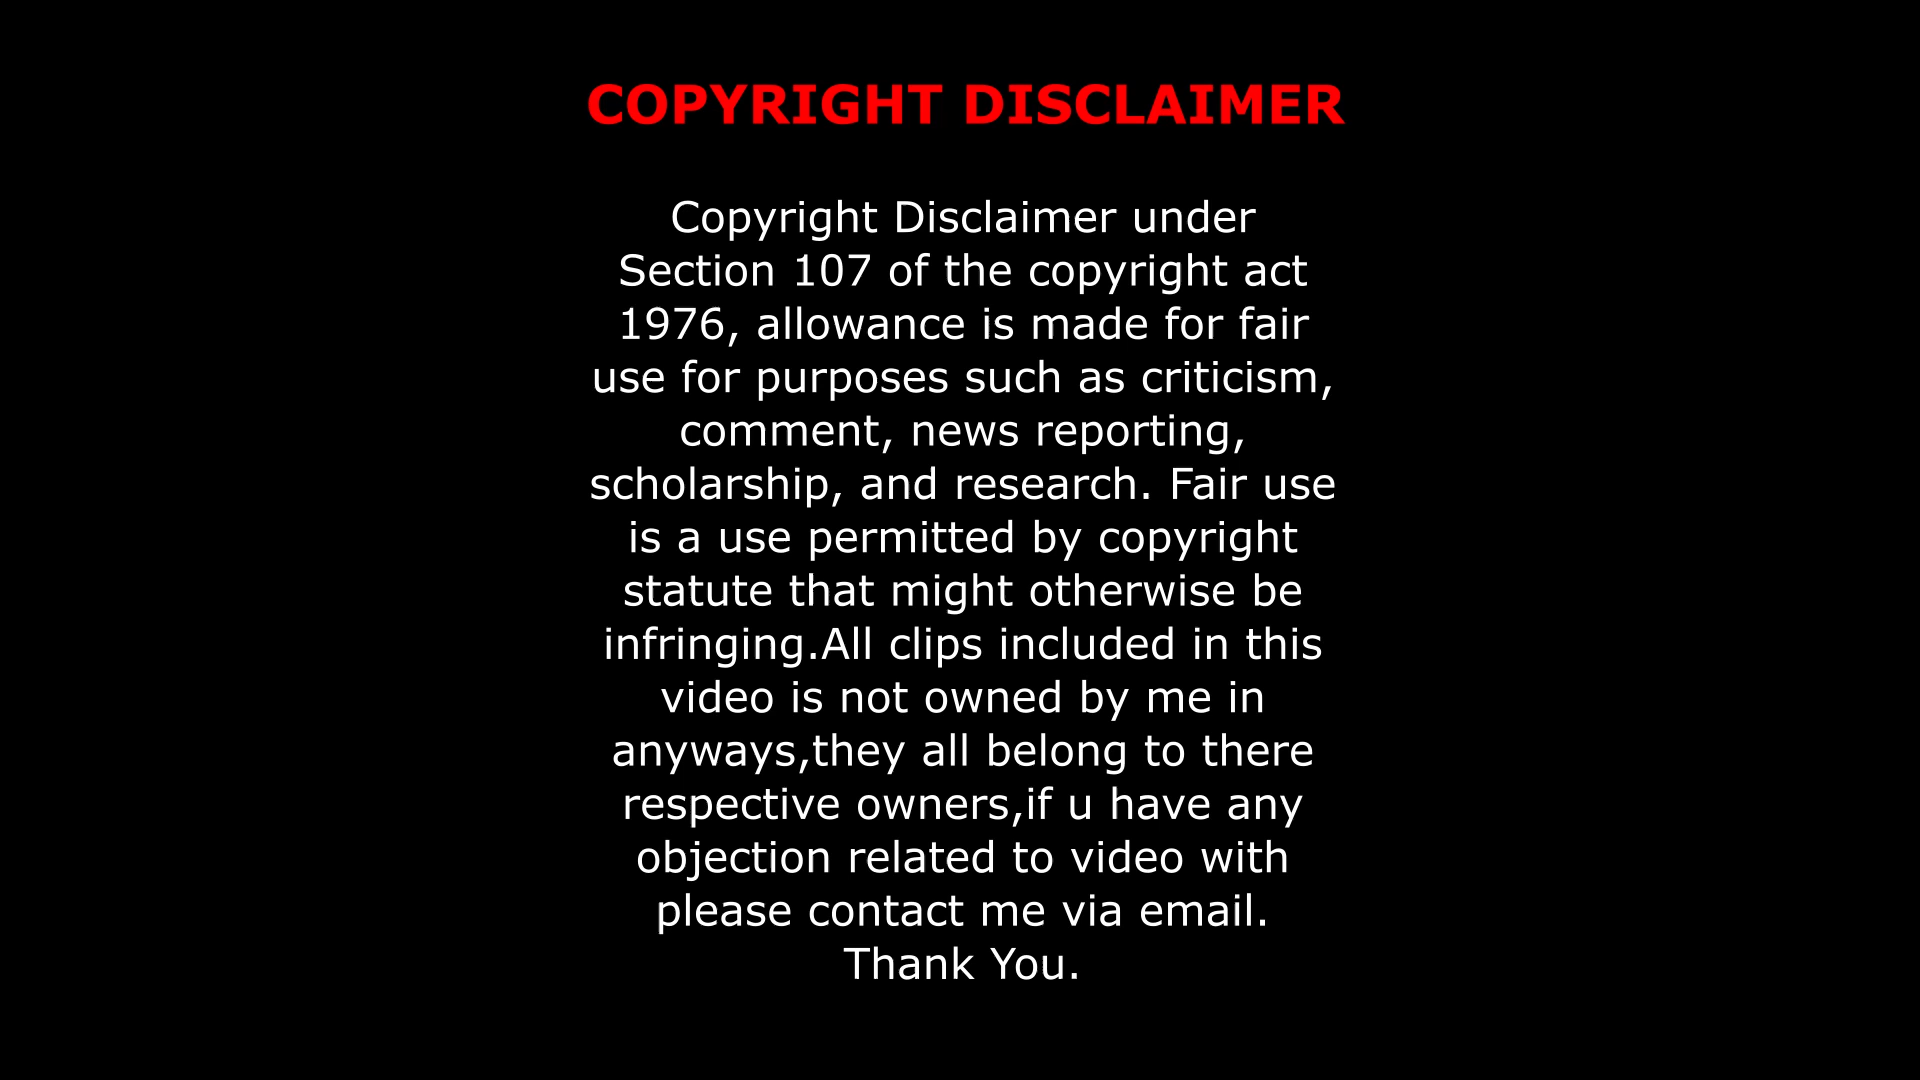 COPYRIGHT DISCLAIMER
Copyright Disclaimer under
Section 107 of the copyright act
1976, allowance is made for fair
use for purposes such as criticism,
comment, news reporting,
scholarship, and research. Fair use
is a use permitted by copyright
statute that might otherwise be
infringing.All clips included in this
video is not owned by me in
anyways,they all belong to there
respective owners,if u have any
objection related to video with
please contact me via email.
Thank You.